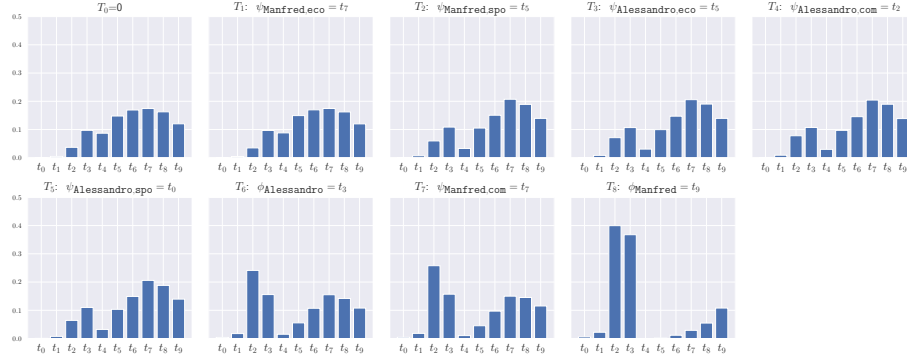 T₀=0
T₁: ψManfred,eco = t₇
T₂: ψManfred,spo = t₅
T₃: ψAlessandro,eco = t₅
T₄: ψAlessandro,com = t₂
0.5
0.4
0.3
0.2
0.1
0.0
t₀ t₁ t₂ t₃ t₄ t₅ t₆ t₇ t₈ t₉
t₀ t₁ t₂ t₃ t₄ t₅ t₆ t₇ t₈ t₉
t₀ t₁ t₂ t₃ t₄ t₅ t₆ t₇ t₈ t₉
t₀ t₁ t₂ t₃ t₄ t₅ t₆ t₇ t₈ t₉
t₀ t₁ t₂ t₃ t₄ t₅ t₆ t₇ t₈ t₉
T₅: ψAlessandro,spo = t₀
T₆: ϕAlessandro = t₃
T₇: ψManfred,com = t₇
T₈: ϕManfred = t₉
0.5
0.4
0.3
0.2
0.1
0.0
t₀ t₁ t₂ t₃ t₄ t₅ t₆ t₇ t₈ t₉
t₀ t₁ t₂ t₃ t₄ t₅ t₆ t₇ t₈ t₉
t₀ t₁ t₂ t₃ t₄ t₅ t₆ t₇ t₈ t₉
t₀ t₁ t₂ t₃ t₄ t₅ t₆ t₇ t₈ t₉